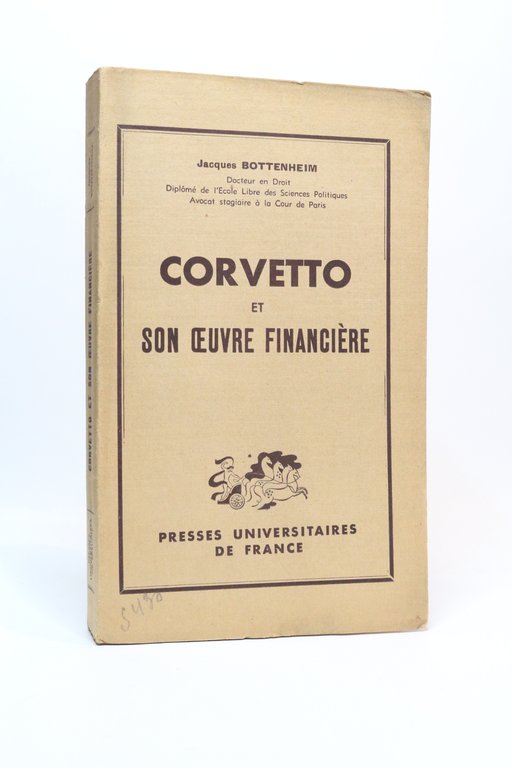 Jacques BOTTENHEIM
Docteur en Droit
Diplômé de l'Ecole Libre des Sciences Politiques
Avocat stagiaire à la Cour de Paris
CORVETTO
ET
SON ŒUVRE FINANCIÈRE
PRESSES UNIVERSITAIRES
DE FRANCE
CORVETTO ET SON ŒUVRE FINANCIÈRE